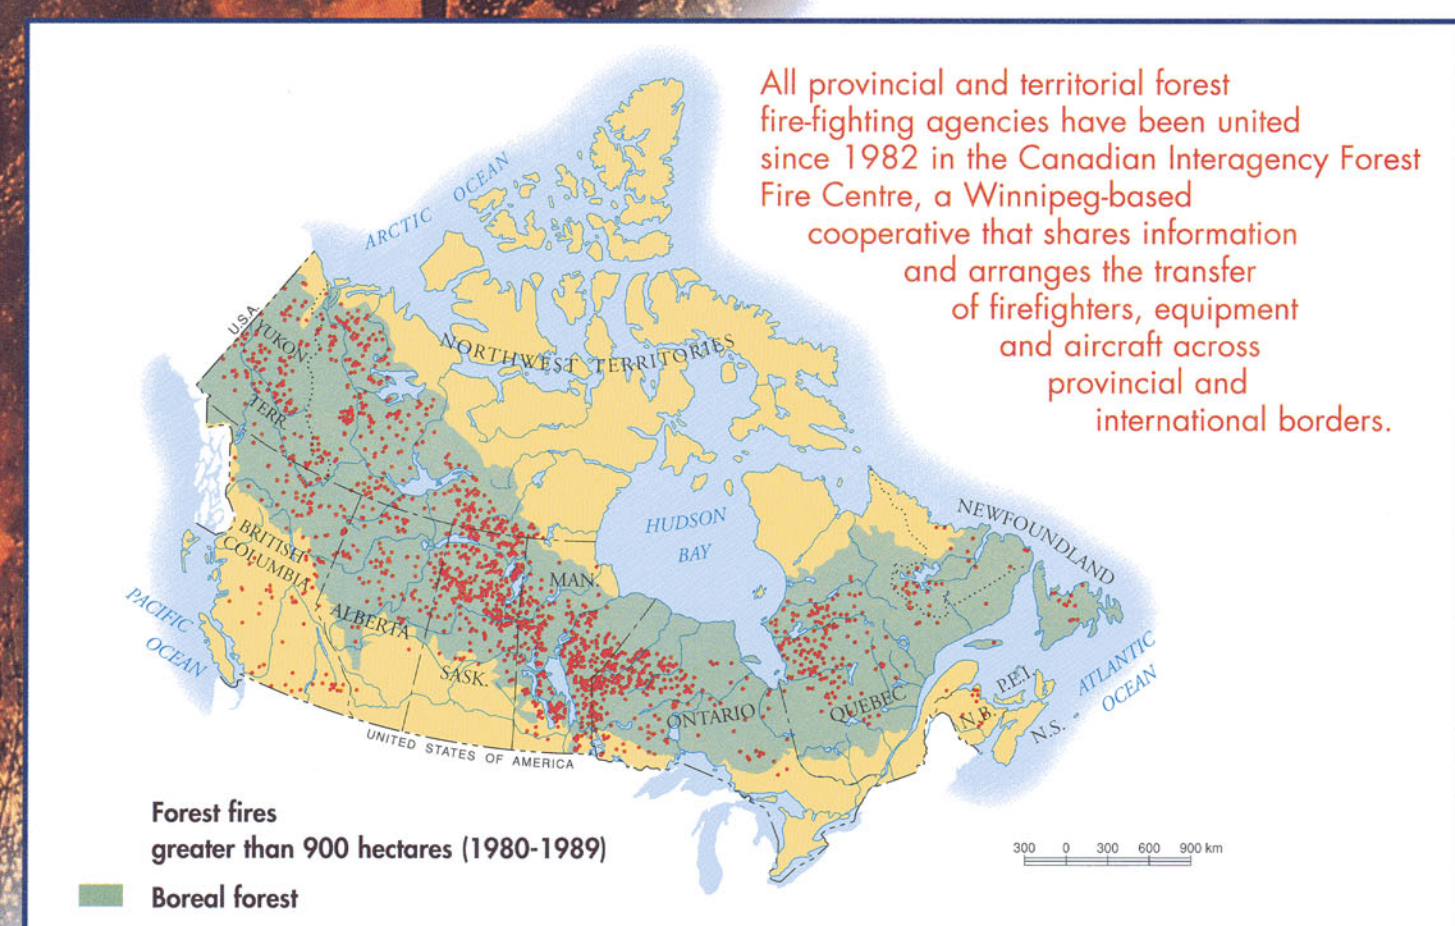 All provincial and territorial forest
fire-fighting agencies have been united
since 1982 in the Canadian Interagency Forest
Fire Centre, a Winnipeg-based
cooperative that shares information
and arranges the transfer
of firefighters, equipment
and aircraft across
provincial and
international borders.
ARCTIC OCEAN
U.S.A.
YUKON
TERR.
NORTHWEST TERRITORIES
HUDSON
BAY
NEWFOUNDLAND
BRITISH
COLUMBIA
PACIFIC
OCEAN
ALBERTA
SASK.
MAN.
ONTARIO
QUEBEC
N.B.
P.E.I.
N.S.
ATLANTIC
OCEAN
UNITED STATES OF AMERICA
Forest fires
greater than 900 hectares (1980-1989)
Boreal forest
300 0 300 600 900 km